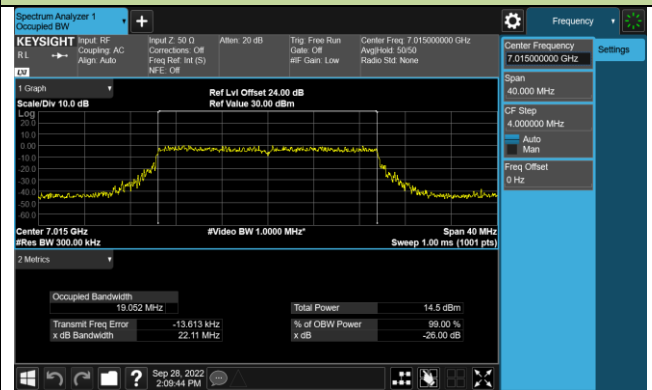 Spectrum Analyzer 1
Occupied BW
Frequency
KEYSIGHT
Input: RF
Coupling: AC
Align: Auto
Input Z: 50 Ω
Corrections: Off
Freq Ref: Int (S)
NFE: Off
Atten: 20 dB
Trig: Free Run
Gate: Off
#IF Gain: Low
Center Freq: 7.015000000 GHz
Avg|Hold: 50/50
Radio Std: None
R L
LXI
Center Frequency
7.015000000 GHz
Settings
Span
40.000 MHz
CF Step
4.000000 MHz
Auto
Man
Freq Offset
0 Hz
1 Graph
Scale/Div 10.0 dB
Ref Lvl Offset 24.00 dB
Ref Value 30.00 dBm
Log
20.0
10.0
0.00
-10.0
-20.0
-30.0
-40.0
-50.0
-60.0
Center 7.015 GHz
#Res BW 300.00 kHz
#Video BW 1.0000 MHz*
Span 40 MHz
Sweep 1.00 ms (1001 pts)
2 Metrics
Occupied Bandwidth
19.052 MHz
Total Power 14.5 dBm
Transmit Freq Error -13.613 kHz
% of OBW Power 99.00 %
x dB Bandwidth 22.11 MHz
x dB -26.00 dB
Sep 28, 2022
2:09:44 PM